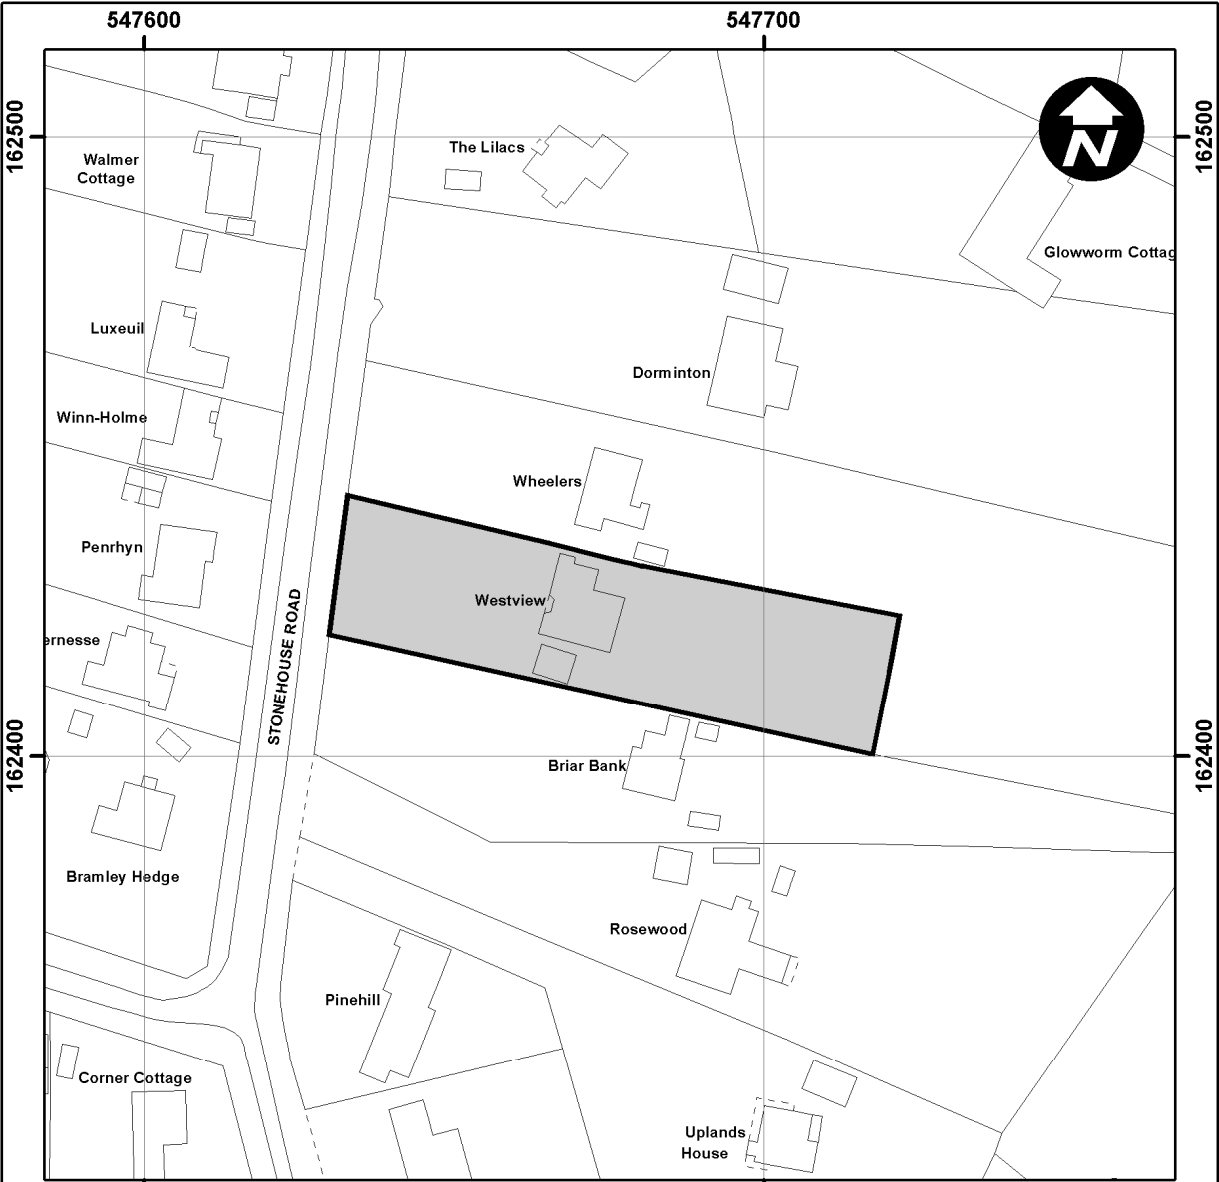 547600
547700
162500
162500
N
The Lilacs
Walmer
Cottage
Glowworm Cottag
Luxeuil
Dorminton
Winn-Holme
Wheelers
Penrhyn
Westview
STONEHOUSE ROAD
ernesse
162400
162400
Briar Bank
Bramley Hedge
Rosewood
Pinehill
Corner Cottage
Uplands
House